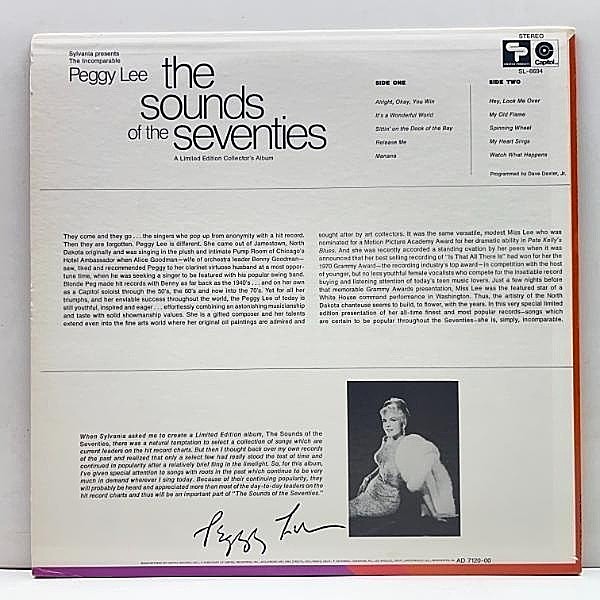 Sylvania presents
The Incomparable
Peggy Lee
the
sounds
of the seventies
A Limited Edition Collector's Album
STEREO
Capitol
SL-6694
SIDE ONE
Alright, Okay, You Win
It's a Wonderful World
Sittin' on the Dock of the Bay
Release Me
Manana
SIDE TWO
Hey, Look Me Over
My Old Flame
Spinning Wheel
My Heart Sings
Watch What Happens
Programmed by Dave Dexter, Jr.
They come and they go . . . the singers who pop up from anonymity with a hit record.
Then they are forgotten. Peggy Lee is different. She came out of Jamestown, North
Dakota originally and was singing in the plush and intimate Pump Room of Chicago's
Hotel Ambassador when Alice Goodman—wife of orchestra leader Benny Goodman—
saw, liked and recommended Peggy to her clarinet virtuoso husband at a most oppor-
tune time, when he was seeking a singer to be featured with his popular swing band.
Blonde Peg made hit records with Benny as far back as the 1940's . . . and on her own
as a Capitol soloist through the 50's, the 60's and now into the 70's. Yet for all her
triumphs, and her enviable success throughout the world, the Peggy Lee of today is
still youthful, inspired and eager . . . effortlessly combining an astonishing musicianship
and taste with solid showmanship values. She is a gifted composer and her talents
extend even into the fine arts world where her original oil paintings are admired and
sought after by art collectors. It was the same versatile, modest Miss Lee who was
nominated for a Motion Picture Academy Award for her dramatic ability in Pete Kelly's
Blues. And she was recently accorded a standing ovation by her peers when it was
announced that her best selling recording of "Is That All There Is" had won for her the
1970 Grammy Award—the recording industry's top award—in competition with the host
of younger, but no less youthful female vocalists who compete for the insatiable record
buying and listening attention of today's teen music lovers. Just a few nights before
that memorable Grammy Awards presentation, Miss Lee was the featured star of a
White House command performance in Washington. Thus, the artistry of the North
Dakota chanteuse seems to build, to flower, with the years. In this very special limited
edition presentation of her all-time finest and most popular records—songs which
are certain to be popular throughout the Seventies—she is, simply, incomparable.
When Sylvania asked me to create a Limited Edition album, The Sounds of the
Seventies, there was a natural temptation to select a collection of songs which are
current leaders on the hit record charts. But then I thought back over my own records
of the past and realized that only a select few had really stood the test of time and
continued in popularity after a relatively brief fling in the limelight. So, for this album,
I've given special attention to songs with roots in the past which continue to be very
much in demand wherever I sing today. Because of their continuing popularity, they
will probably be heard and appreciated more than most of the day-to-day leaders on the
hit record charts and thus will be an important part of "The Sounds of the Seventies."
Peggy Lee
AD 7120-00